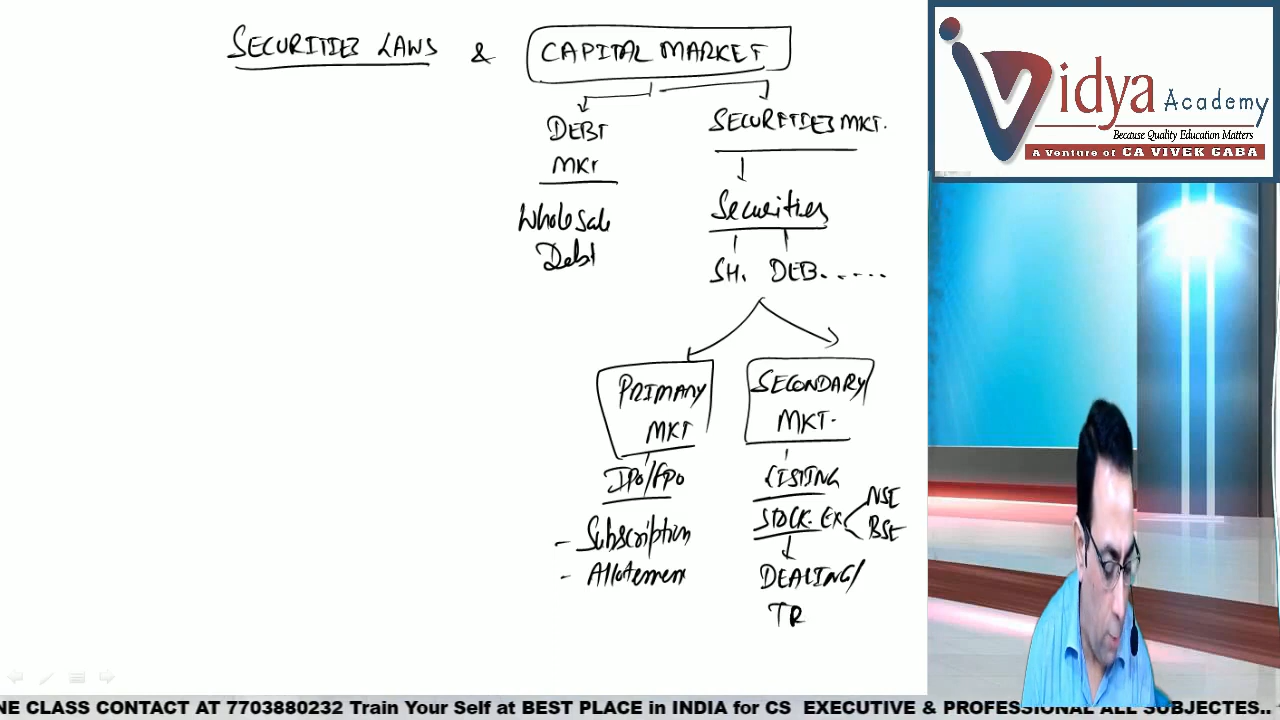 SECURITIES LAWS & CAPITAL MARKET
DEBT
MKT
Wholesale
Debt
SECURITIES MKT.
Securities
SH. DEB. ......
PRIMARY
MKT
IPO/FPO
- Subscription
- Allotement
SECONDARY
MKT.
LISTING
STOCK. EX
NSE
BSE
DEALING/
TR
Vidya Academy
Because Quality Education Matters
A Venture of CA VIVEK GABA
NE CLASS CONTACT AT 7703880232 Train Your Self at BEST PLACE in INDIA for CS EXECUTIVE & PROFESSIONAL ALL SUBJECTES..